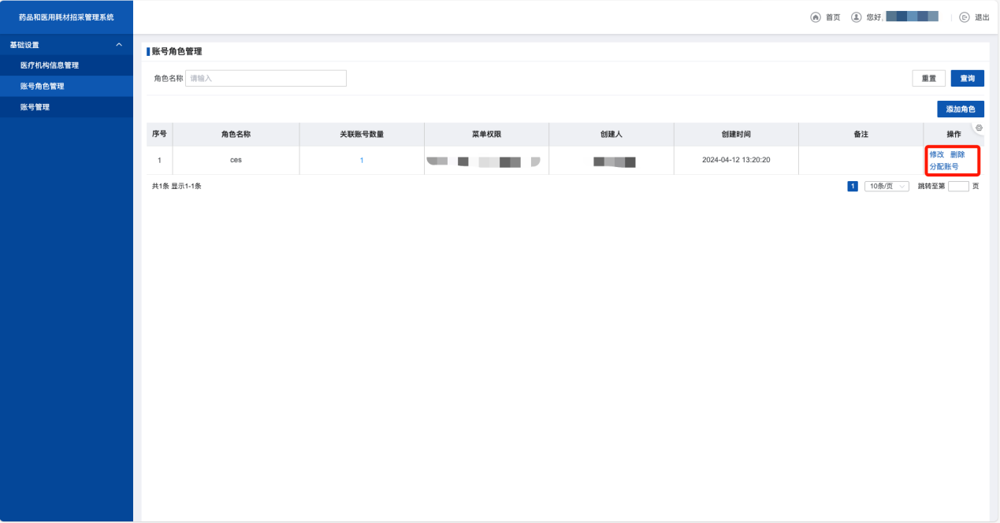 药品和医用耗材招采管理系统
首页 您好, 退出
基础设置
医疗机构信息管理
账号角色管理
账号管理
账号角色管理
角色名称 请输入 重置 查询
添加角色
序号 角色名称 关联账号数量 菜单权限 创建人 创建时间 备注 操作
1 ces 1 2024-04-12 13:20:20 修改 删除
分配账号
共1条 显示1-1条 1 10条/页 跳转至第 页